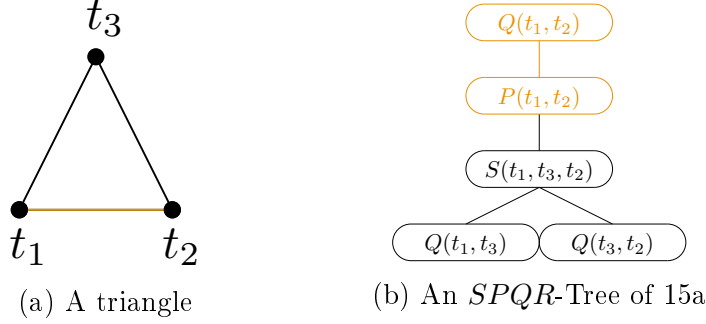 t₃
t₁ t₂
(a) A triangle
Q(t₁, t₂)
P(t₁, t₂)
S(t₁, t₃, t₂)
Q(t₁, t₃) Q(t₃, t₂)
(b) An SPQR-Tree of 15a